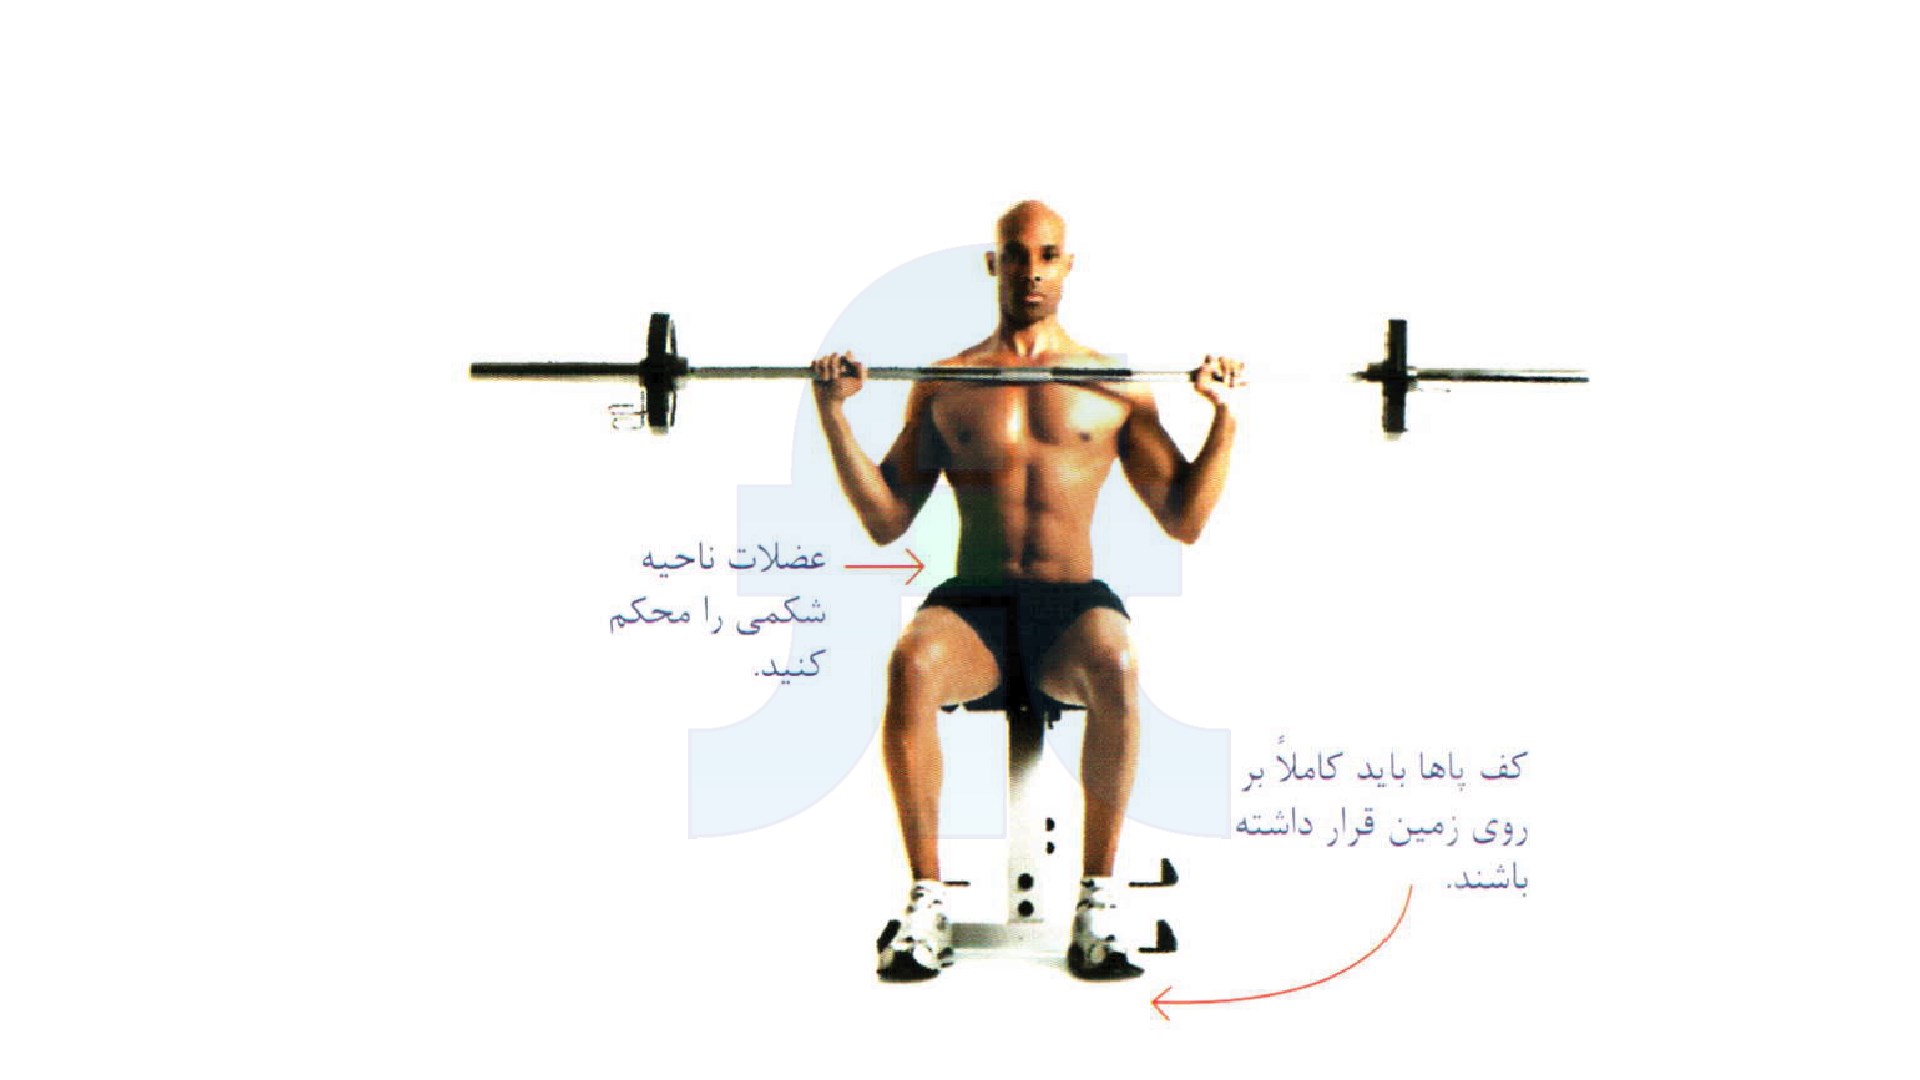 عضلات ناحیه
شکمی را محکم
کنید.
کف پاها باید کاملاً بر
روی زمین قرار داشته
باشند.